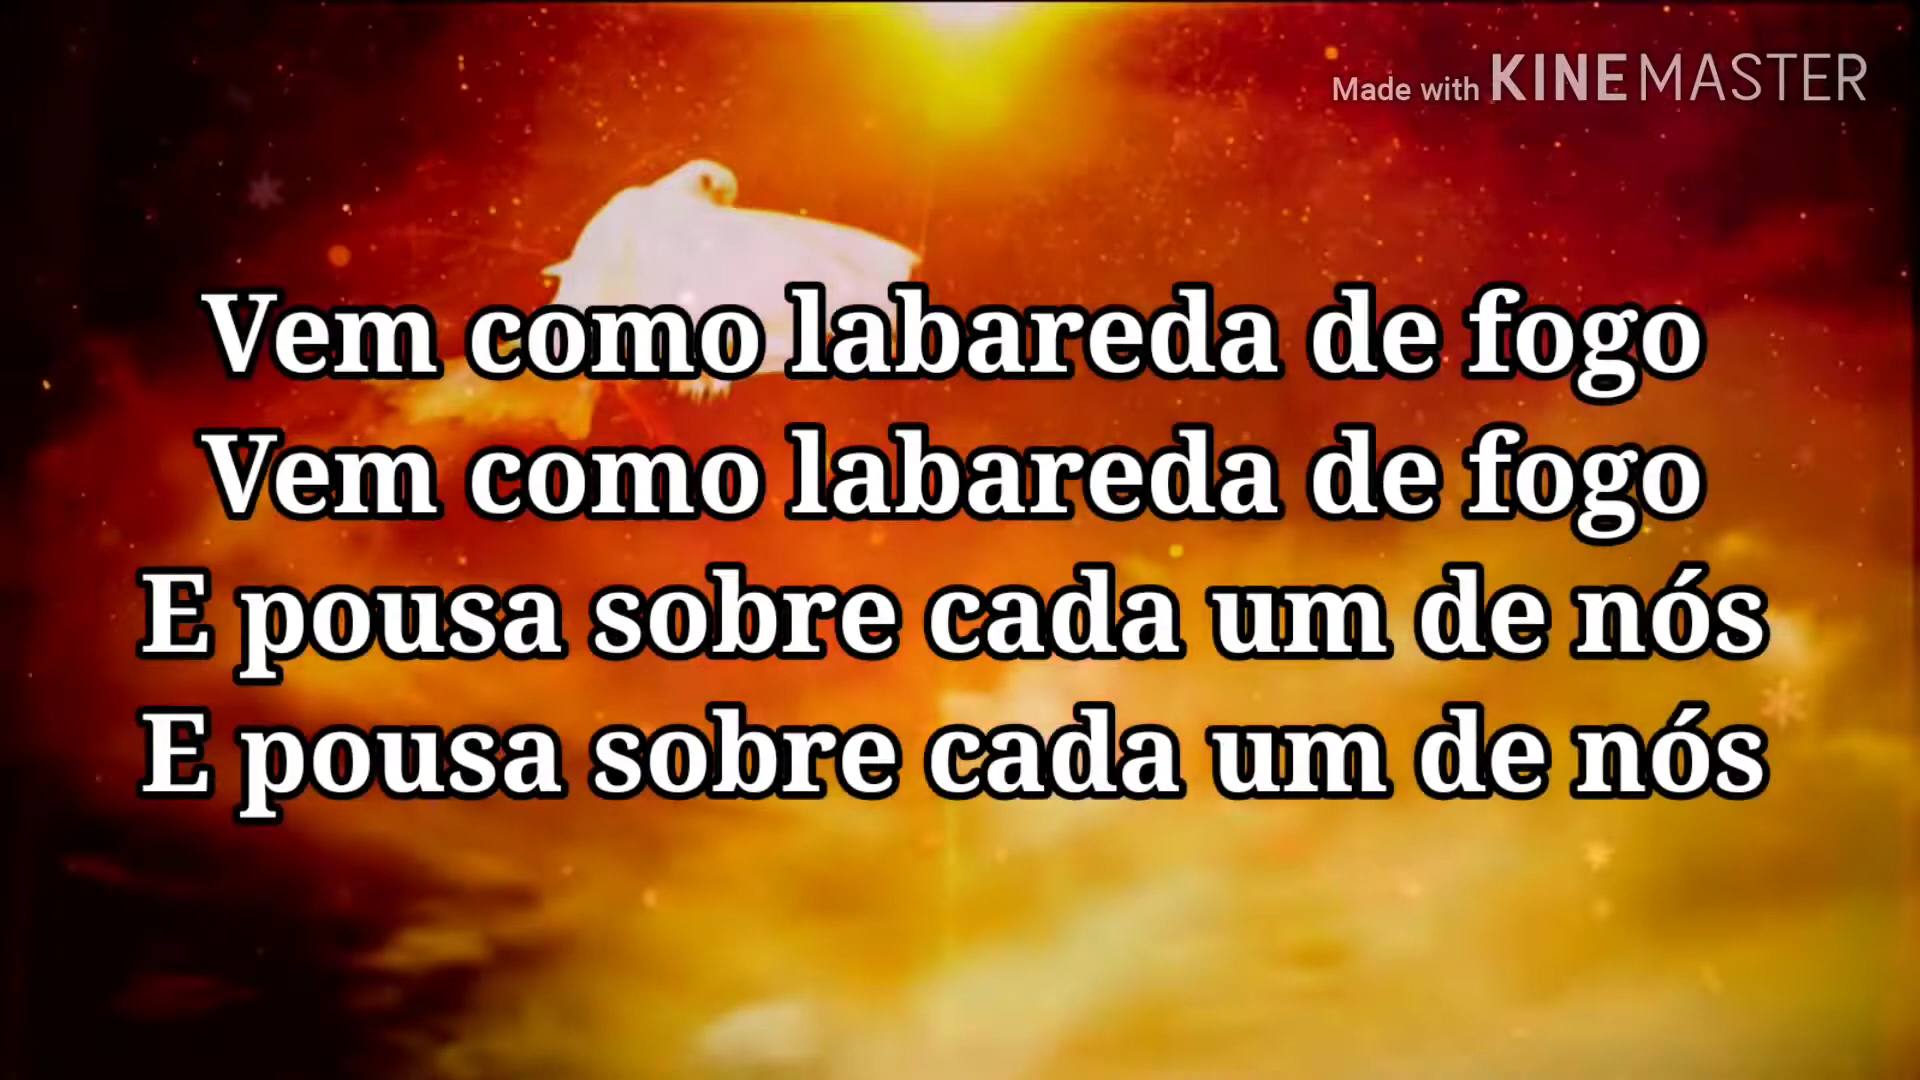 Made with KINEMASTER
Vem como labareda de fogo
Vem como labareda de fogo
E pousa sobre cada um de nós
E pousa sobre cada um de nós